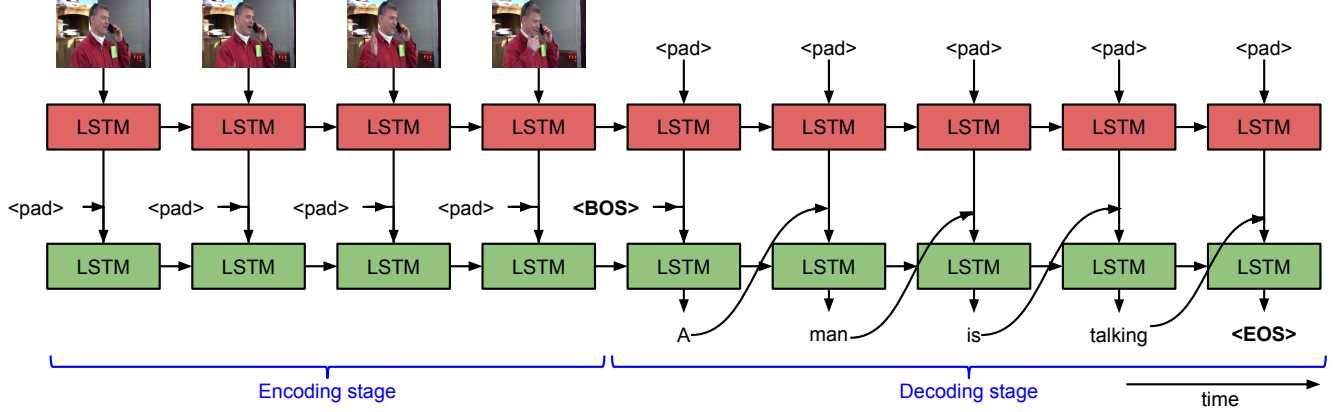 <pad> <pad> <pad> <pad> <pad>
LSTM LSTM LSTM LSTM LSTM LSTM LSTM LSTM LSTM
<pad> <pad> <pad> <pad> <BOS>
LSTM LSTM LSTM LSTM LSTM LSTM LSTM LSTM LSTM
A man is talking <EOS>
Encoding stage Decoding stage
time